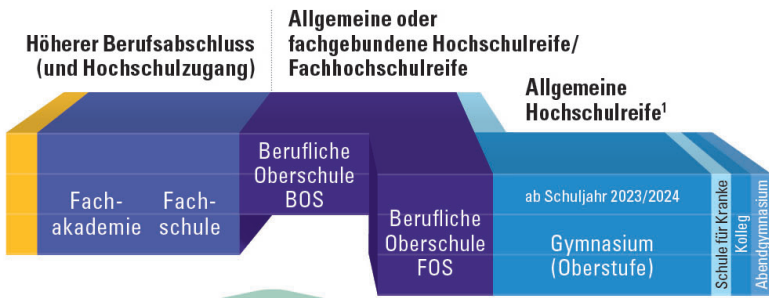 Höherer Berufsabschluss
(und Hochschulzugang)
Allgemeine oder
fachgebundene Hochschulreife/
Fachhochschulreife
Allgemeine
Hochschulreife¹
Fach-
akademie
Fach-
schule
Berufliche
Oberschule
BOS
Berufliche
Oberschule
FOS
ab Schuljahr 2023/2024
Gymnasium
(Oberstufe)
Schule für Kranke
Kolleg
Abendgymnasium